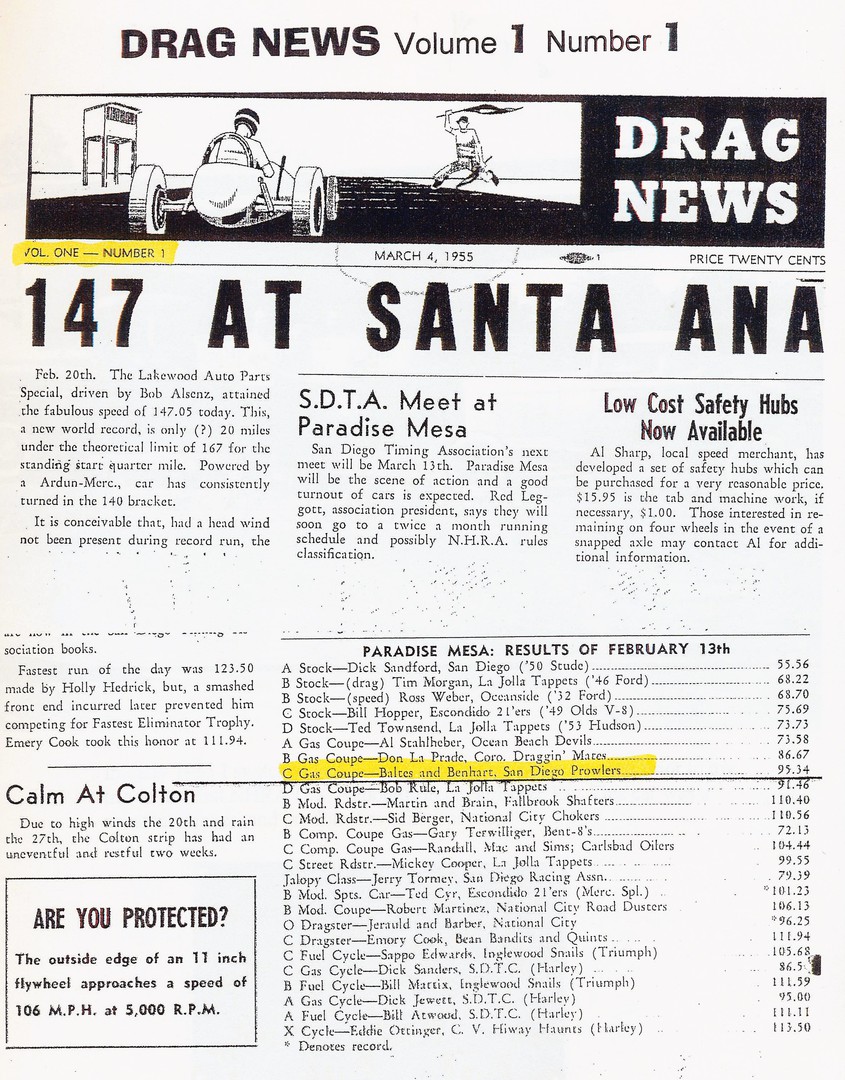 DRAG NEWS Volume 1 Number 1
DRAG
NEWS
VOL. ONE — NUMBER 1
MARCH 4, 1955
PRICE TWENTY CENTS
147 AT SANTA ANA
Feb. 20th. The Lakewood Auto Parts
Special, driven by Bob Alsenz, attained
the fabulous speed of 147.05 today. This,
a new world record, is only (?) 20 miles
under the theoretical limit of 167 for the
standing start quarter mile. Powered by
a Ardun-Merc., car has consistently
turned in the 140 bracket.
It is conceivable that, had a head wind
not been present during record run, the
S.D.T.A. Meet at
Paradise Mesa
San Diego Timing Association's next
meet will be March 13th. Paradise Mesa
will be the scene of action and a good
turnout of cars is expected. Red Leg-
gott, association president, says they will
soon go to a twice a month running
schedule and possibly N.H.R.A. rules
classification.
Low Cost Safety Hubs
Now Available
Al Sharp, local speed merchant, has
developed a set of safety hubs which can
be purchased for a very reasonable price.
$15.95 is the tab and machine work, if
necessary, $1.00. Those interested in re-
maining on four wheels in the event of a
snapped axle may contact Al for addi-
tional information.
sociation books.
Fastest run of the day was 123.50
made by Holly Hedrick, but, a smashed
front end incurred later prevented him
competing for Fastest Eliminator Trophy.
Emery Cook took this honor at 111.94.
Calm At Colton
Due to high winds the 20th and rain
the 27th, the Colton strip has had an
uneventful and restful two weeks.
ARE YOU PROTECTED?
The outside edge of an 11 inch
flywheel approaches a speed of
106 M.P.H. at 5,000 R.P.M.
PARADISE MESA: RESULTS OF FEBRUARY 13th
A Stock—Dick Sandford, San Diego ('50 Stude) 55.56
B Stock—(drag) Tim Morgan, La Jolla Tappets ('46 Ford) 68.22
B Stock—(speed) Ross Weber, Oceanside ('32 Ford) 68.70
C Stock—Bill Hopper, Escondido 21'ers ('49 Olds V-8) 75.69
D Stock—Ted Townsend, La Jolla Tappets ('53 Hudson) 73.73
A Gas Coupe—Al Stahlheber, Ocean Beach Devils 73.58
B Gas Coupe—Don La Prade, Coro. Draggin' Mates 86.67
C Gas Coupe—Baltes and Benhart, San Diego Prowlers 95.34
D Gas Coupe—Bob Rule, La Jolla Tappets 91.46
B Mod. Rdstr.—Martin and Brain, Fallbrook Shafters 110.40
C Mod. Rdstr.—Sid Berger, National City Chokers 110.56
B Comp. Coupe Gas—Gary Terwilliger, Bent-8's 72.13
C Comp. Coupe Gas—Randall, Mac and Sims; Carlsbad Oilers 104.44
C Street Rdstr.—Mickey Cooper, La Jolla Tappets 99.55
Jalopy Class—Jerry Tormey, San Diego Racing Assn. 79.39
B Mod. Spts. Car—Ted Cyr, Escondido 21'ers (Merc. Spl.) *101.23
B Mod. Coupe—Robert Martinez, National City Road Dusters 106.13
O Dragster—Jerauld and Barber, National City *96.25
C Dragster—Emory Cook, Bean Bandits and Quints 111.94
C Fuel Cycle—Sappo Edwards, Inglewood Snails (Triumph) 105.68
C Gas Cycle—Dick Sanders, S.D.T.C. (Harley) 86.5
B Fuel Cycle—Bill Martix, Inglewood Snails (Triumph) 111.59
A Gas Cycle—Dick Jewett, S.D.T.C. (Harley) 95.00
A Fuel Cycle—Bill Atwood, S.D.T.C. (Harley) 111.11
X Cycle—Eddie Ottinger, C. V. Hiway Haunts (Harley) 113.50
* Denotes record.